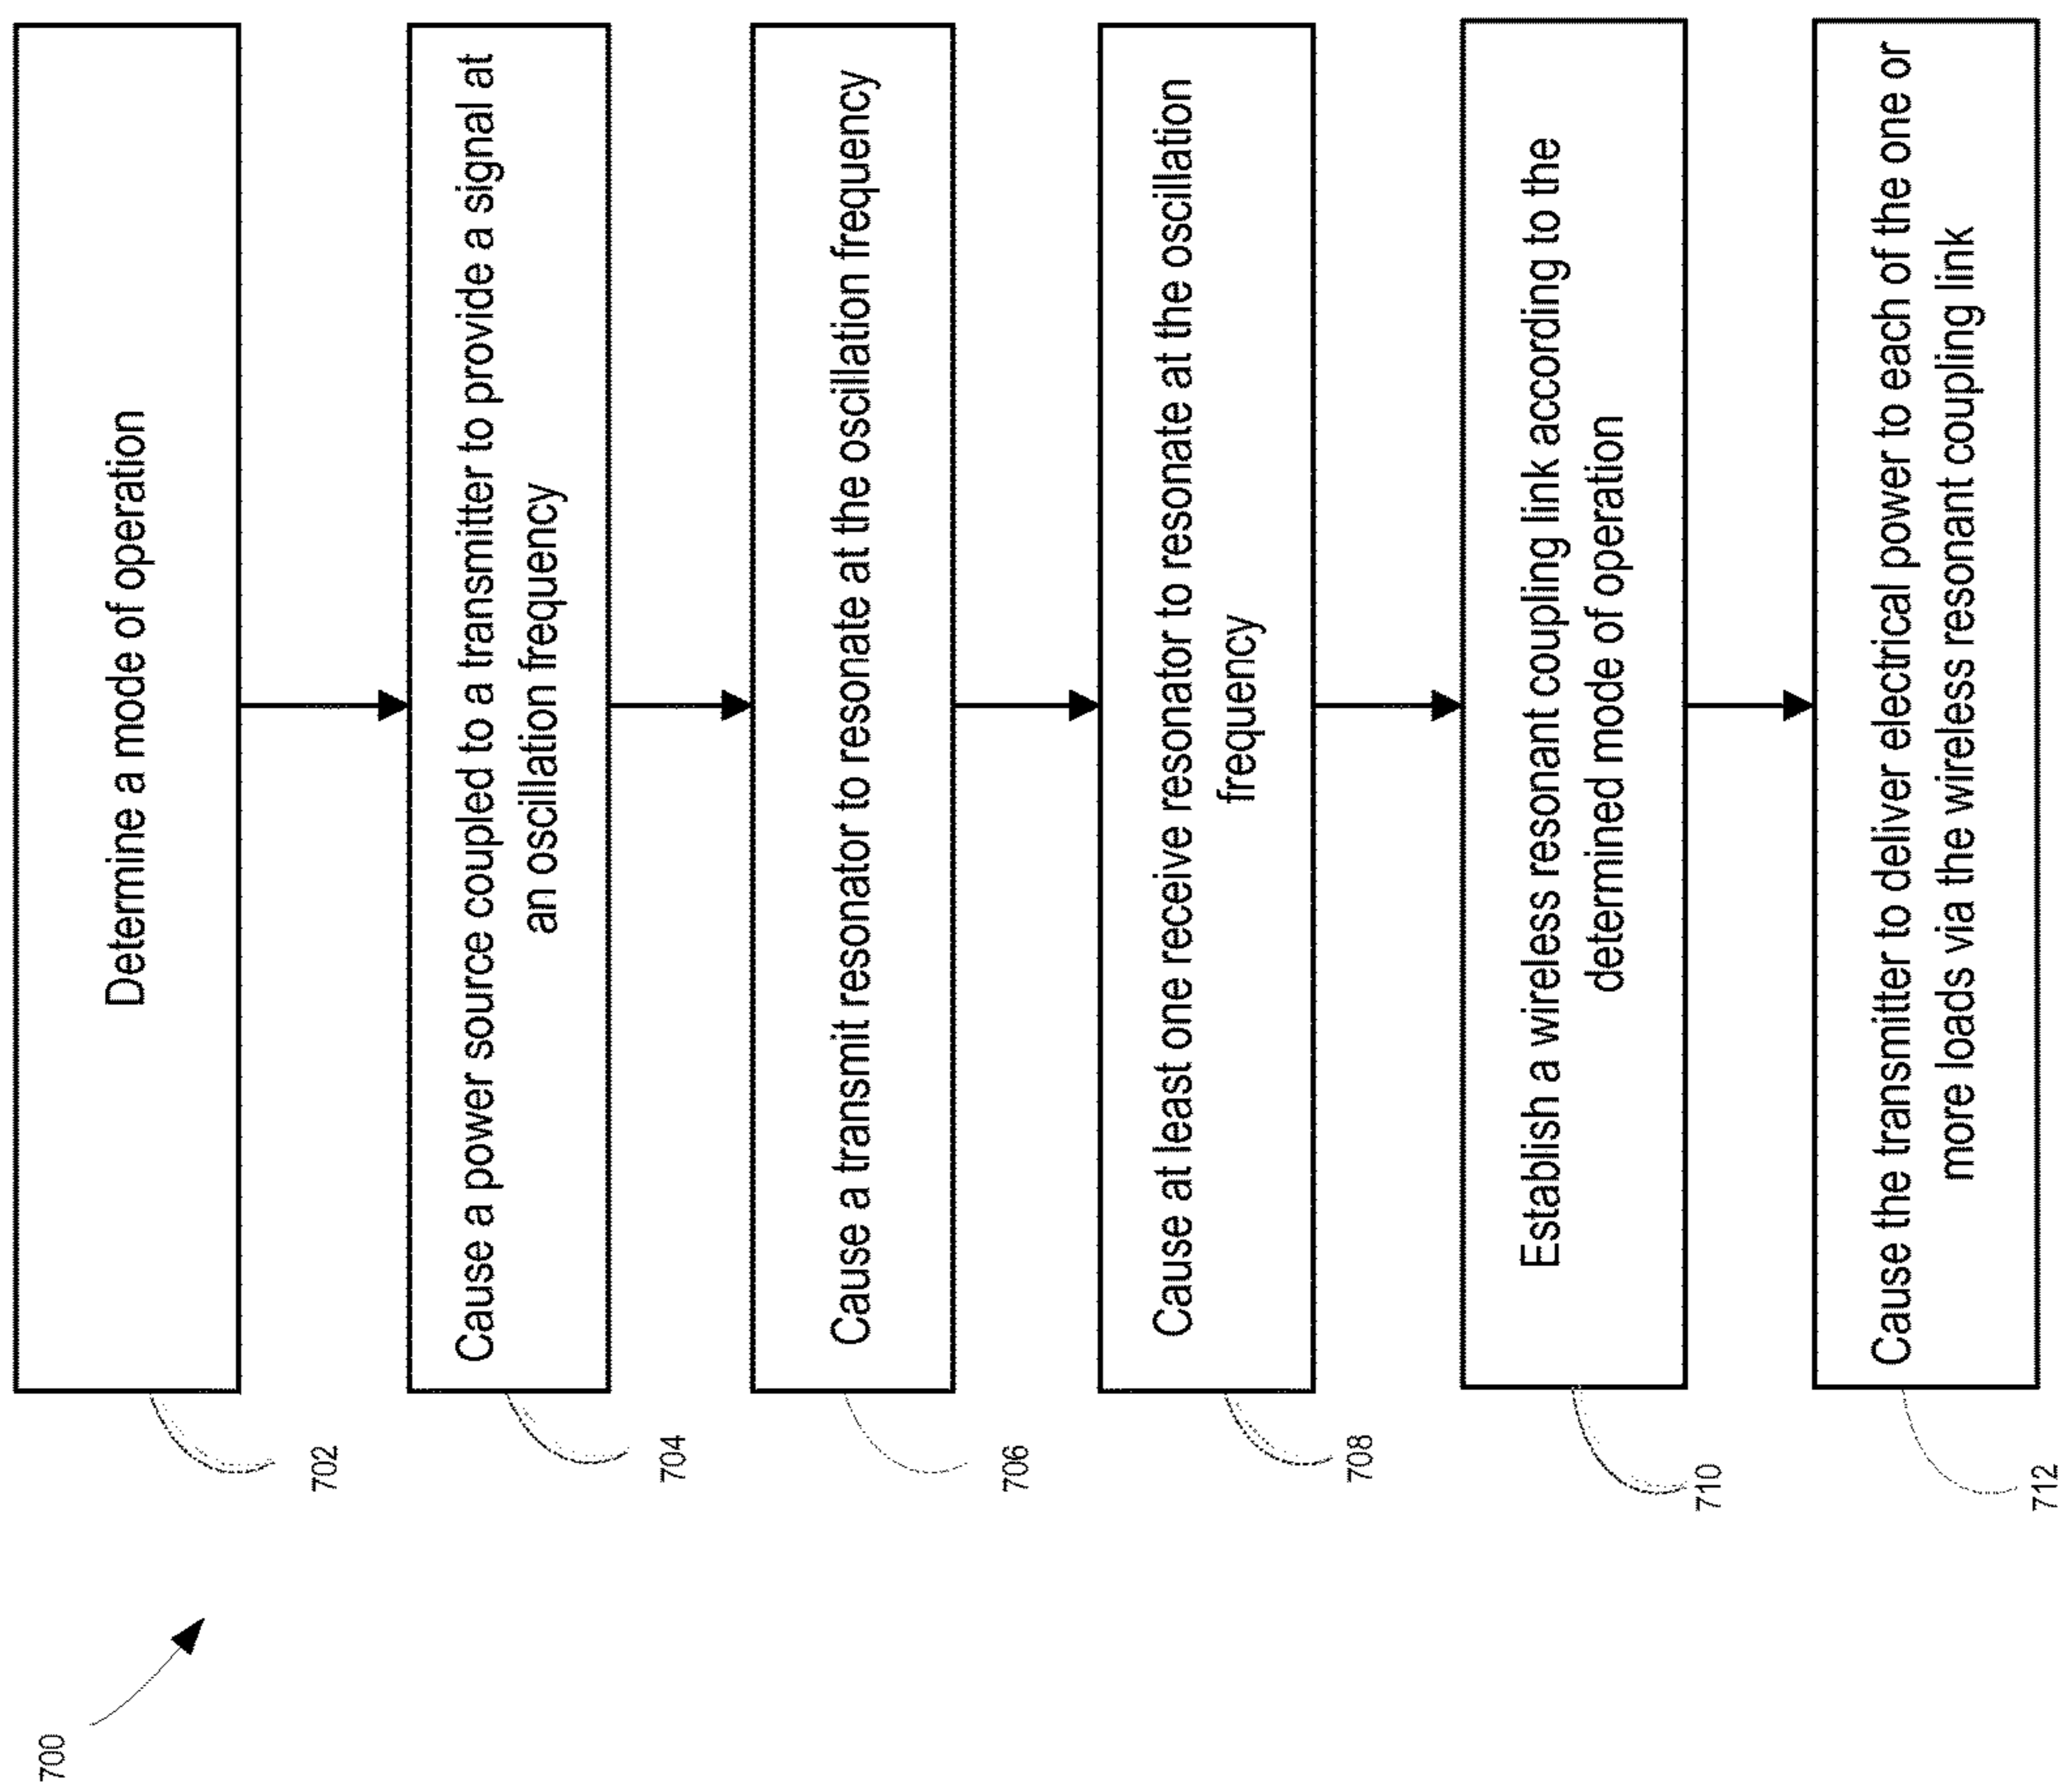 700
702
Determine a mode of operation
704
Cause a power source coupled to a transmitter to provide a signal at
an oscillation frequency
706
Cause a transmit resonator to resonate at the oscillation frequency
708
Cause at least one receive resonator to resonate at the oscillation
frequency
710
Establish a wireless resonant coupling link according to the
determined mode of operation
712
Cause the transmitter to deliver electrical power to each of the one or
more loads via the wireless resonant coupling link